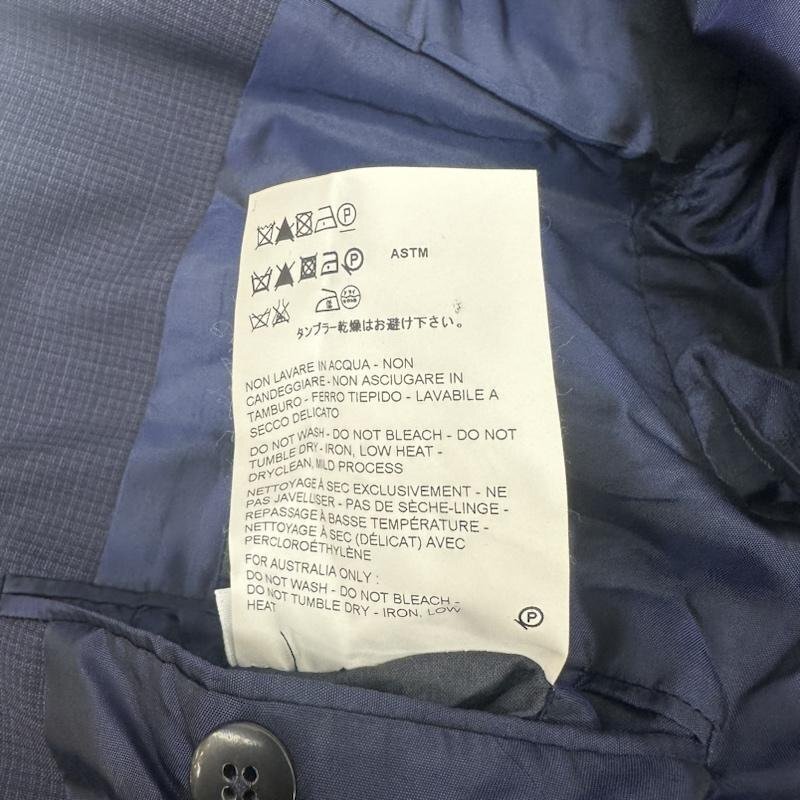 P
P ASTM
タンブラー乾燥はお避け下さい。
NON LAVARE IN ACQUA - NON
CANDEGGIARE - NON ASCIUGARE IN
TAMBURO - FERRO TIEPIDO - LAVABILE A
SECCO DELICATO
DO NOT WASH - DO NOT BLEACH - DO NOT
TUMBLE DRY - IRON, LOW HEAT -
DRYCLEAN, MILD PROCESS
NETTOYAGE À SEC EXCLUSIVEMENT - NE
PAS JAVELLISER - PAS DE SÈCHE-LINGE -
REPASSAGE À BASSE TEMPÉRATURE -
NETTOYAGE À SEC (DÉLICAT) AVEC
PERCLOROÉTHYLÈNE
FOR AUSTRALIA ONLY :
DO NOT WASH - DO NOT BLEACH -
DO NOT TUMBLE DRY - IRON, LOW
HEAT
P